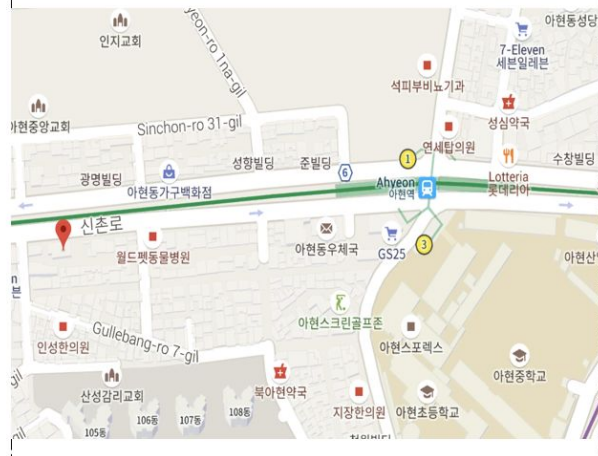 인지교회
yeon-ro 1na-gil
아현동성당
7-Eleven
세븐일레븐
석피부비뇨기과
성심약국
아현중앙교회
Sinchon-ro 31-gil
연세탑의원
1
수창빌딩
광명빌딩
성향빌딩
준빌딩
6
Lotteria
롯데리아
아현동가구백화점
Ahyeon
아현역
신촌로
월드펫동물병원
아현동우체국
GS25
3
아현산
븐
아현스크린골프존
인성한의원
Gullebang-ro 7-gil
아현스포렉스
아현중학교
gil
산성감리교회
북아현약국
지장한의원
아현초등학교
105동
106동
107동
108동